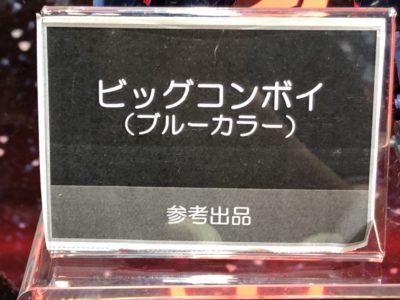 ビッグコンボイ
（ブルーカラー）
参考出品